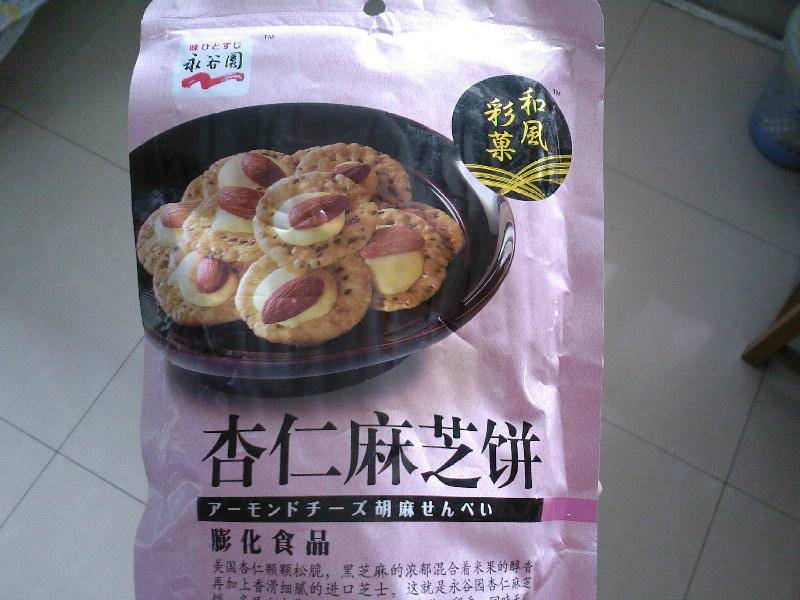 味ひとすじ
永谷園
TM
和風
彩菓
TM
杏仁麻芝饼
アーモンドチーズ胡麻せんべい
膨化食品
美国杏仁颗颗松脆，黑芝麻的浓郁混合着米果的醇香
再加上香滑细腻的进口芝士，这就是永谷园杏仁麻芝